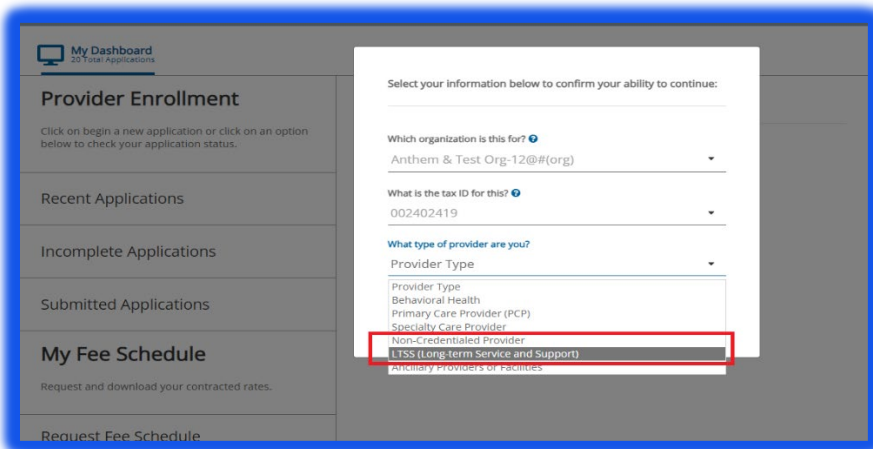 My Dashboard
20 Total Applications
Provider Enrollment
Click on begin a new application or click on an option
below to check your application status.
Recent Applications
Incomplete Applications
Submitted Applications
My Fee Schedule
Request and download your contracted rates.
Request Fee Schedule
Select your information below to confirm your ability to continue:
Which organization is this for?
Anthem & Test Org-12@#(org)
What is the tax ID for this?
002402419
What type of provider are you?
Provider Type
Provider Type
Behavioral Health
Primary Care Provider (PCP)
Specialty Care Provider
Non-Credentialed Provider
LTSS (Long-term Service and Support)
Ancillary Providers or Facilities